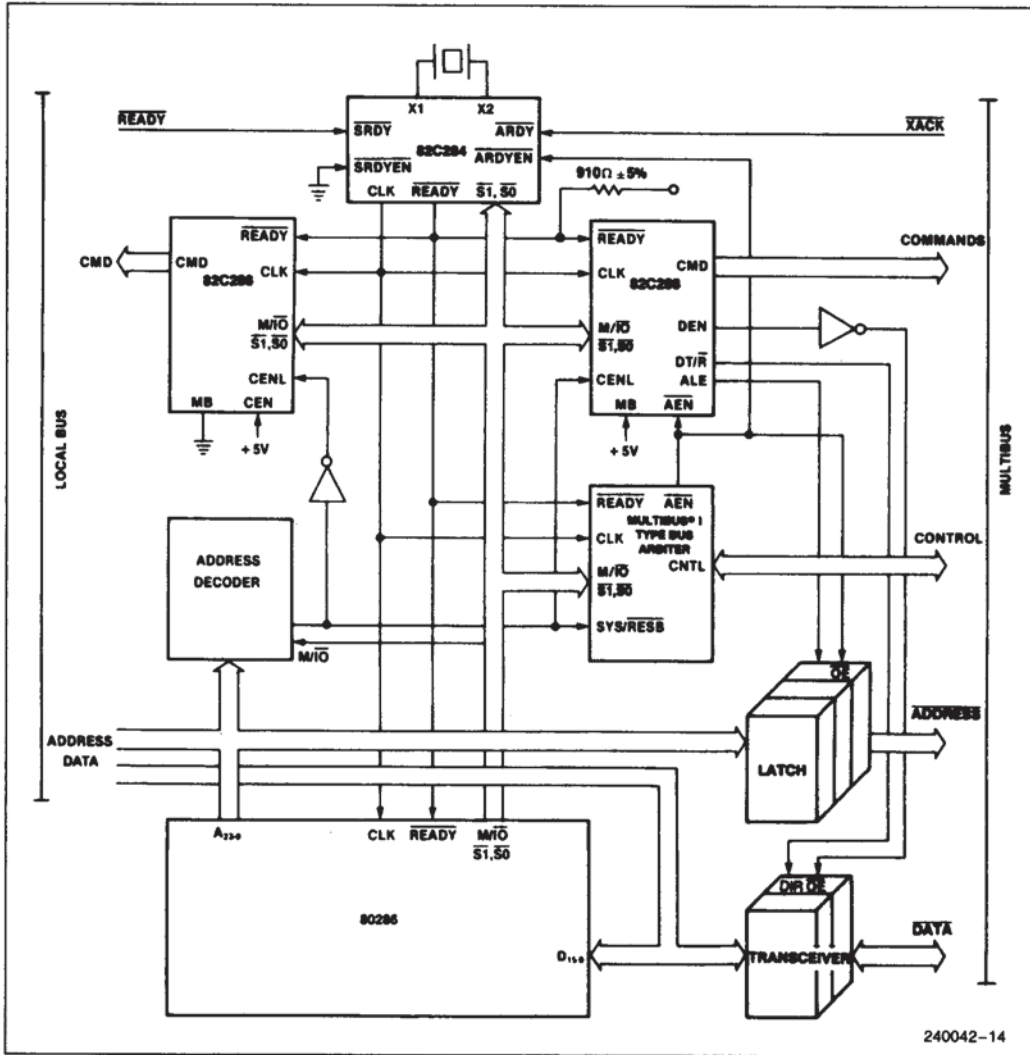 X1 X2
READY
SRDY
ARDY
XACK
82C284
SRDYEN
ARDYEN
910Ω ±5%
CLK READY S1, S0
READY
READY
COMMANDS
CMD
CMD
CLK
CLK
CMD
82C288
82C288
M/IO
S1,S0
M/IO
S1,S0
DEN
DT/R
CENL
CENL
ALE
MB CEN
MB AEN
+5V
+5V
LOCAL BUS
MULTIBUS
READY AEN
MULTIBUS® I
TYPE BUS
ARBITER
CLK
CNTL
CONTROL
ADDRESS
DECODER
M/IO
S1,S0
SYS/RESB
M/IO
OE
ADDRESS
ADDRESS
DATA
LATCH
A23-0
CLK READY M/IO
S1,S0
DIR OE
80286
DATA
D15-0
TRANSCEIVER
240042-14